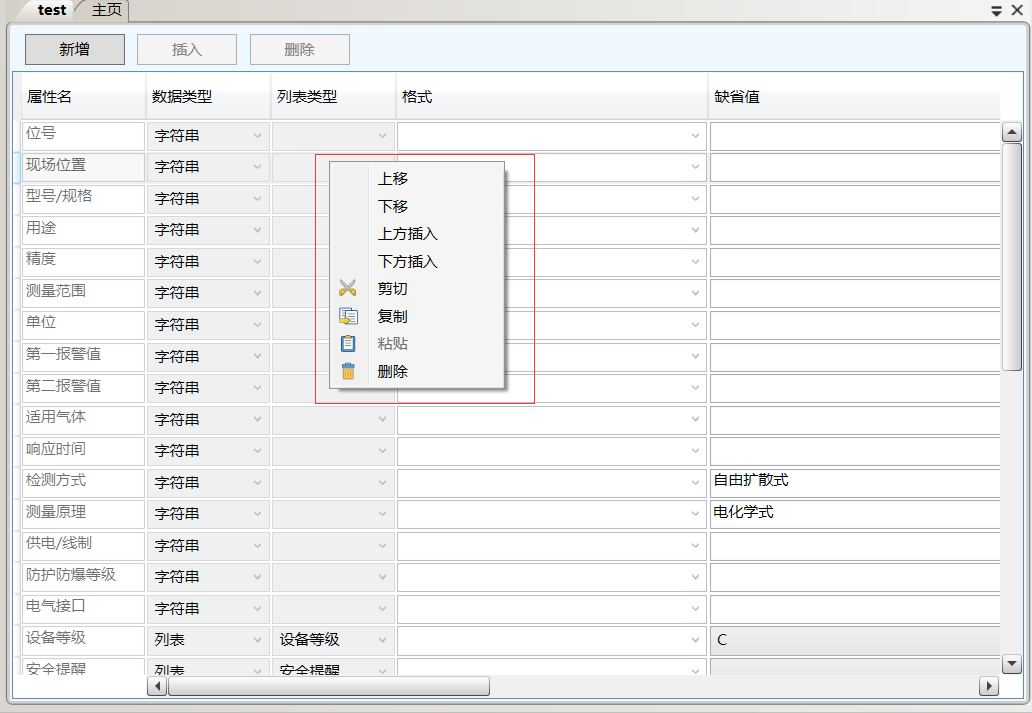 test 主页
新增 插入 删除
属性名 数据类型 列表类型 格式 缺省值
位号 字符串
现场位置 字符串
型号/规格 字符串
用途 字符串
精度 字符串
测量范围 字符串
单位 字符串
第一报警值 字符串
第二报警值 字符串
适用气体 字符串
响应时间 字符串
检测方式 字符串 自由扩散式
测量原理 字符串 电化学式
供电/线制 字符串
防护防爆等级 字符串
电气接口 字符串
设备等级 列表 设备等级 C
安全提醒 列表 安全提醒
上移
下移
上方插入
下方插入
剪切
复制
粘贴
删除